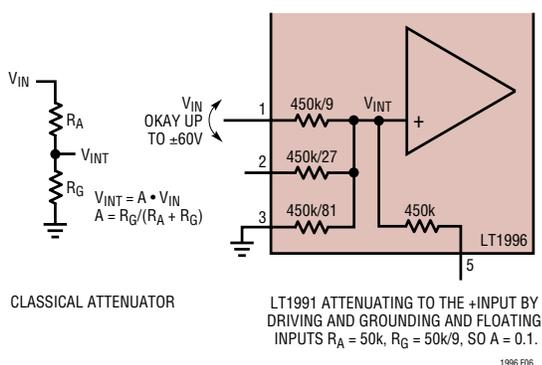 VIN
RA
VINT
RG
VINT = A • VIN
A = RG/(RA + RG)
CLASSICAL ATTENUATOR
VIN
OKAY UP
TO ±60V
1
450k/9
VINT
+
2
450k/27
3
450k/81
450k
LT1996
5
LT1991 ATTENUATING TO THE +INPUT BY
DRIVING AND GROUNDING AND FLOATING
INPUTS RA = 50k, RG = 50k/9, SO A = 0.1.
1996 F06